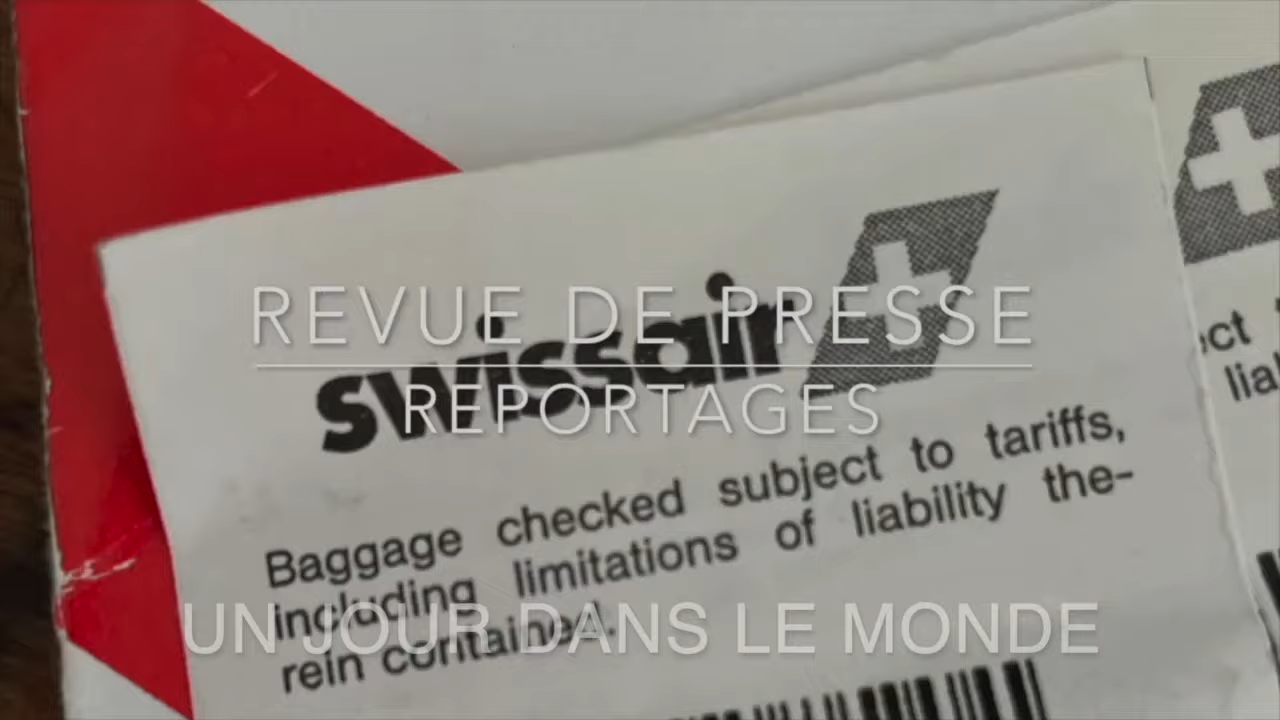 REVUE DE PRESSE
REPORTAGES
swissair
Baggage checked subject to tariffs,
including limitations of liability the-
rein contained.
UN JOUR DANS LE MONDE
ect
lia